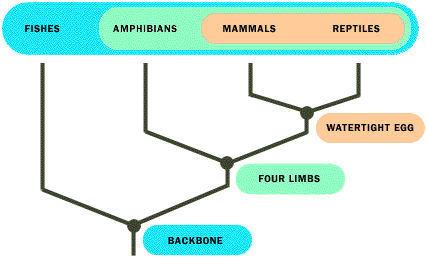 FISHES AMPHIBIANS MAMMALS REPTILES
WATERTIGHT EGG
FOUR LIMBS
BACKBONE